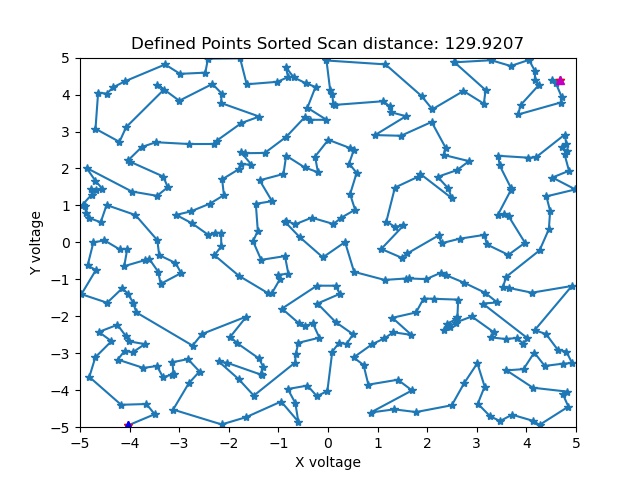 Defined Points Sorted Scan distance: 129.9207
5
4
3
2
1
0
−1
−2
−3
−4
−5
Y voltage
−5 −4 −3 −2 −1 0 1 2 3 4 5
X voltage